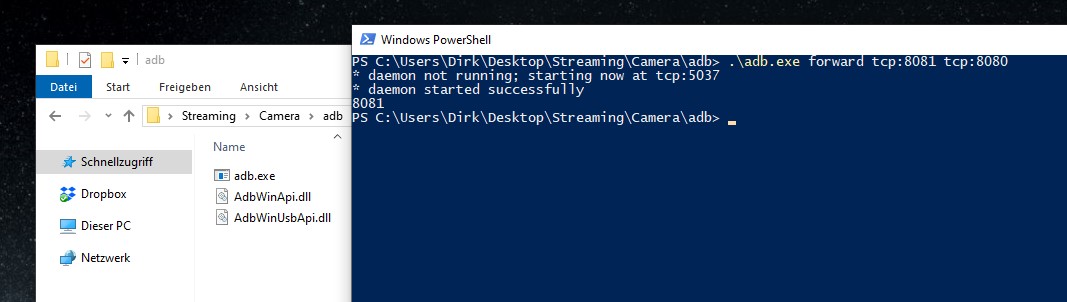 adb
Datei Start Freigeben Ansicht
Streaming Camera adb
Name
Schnellzugriff
Dropbox
Dieser PC
Netzwerk
adb.exe
AdbWinApi.dll
AdbWinUsbApi.dll
Windows PowerShell
PS C:\Users\Dirk\Desktop\Streaming\Camera\adb> .\adb.exe forward tcp:8081 tcp:8080
* daemon not running; starting now at tcp:5037
* daemon started successfully
8081
PS C:\Users\Dirk\Desktop\Streaming\Camera\adb>